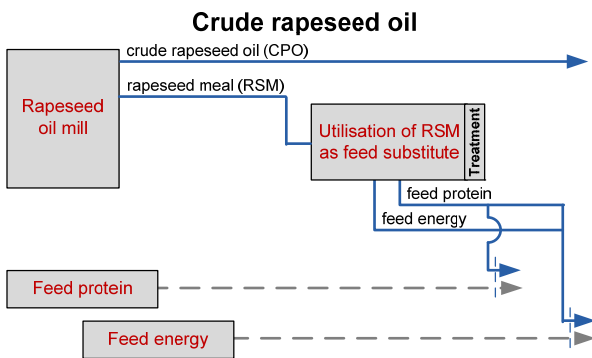 Crude rapeseed oil
crude rapeseed oil (CPO)
rapeseed meal (RSM)
Rapeseed
oil mill
Utilisation of RSM
as feed substitute
Treatment
feed protein
feed energy
Feed protein
Feed energy